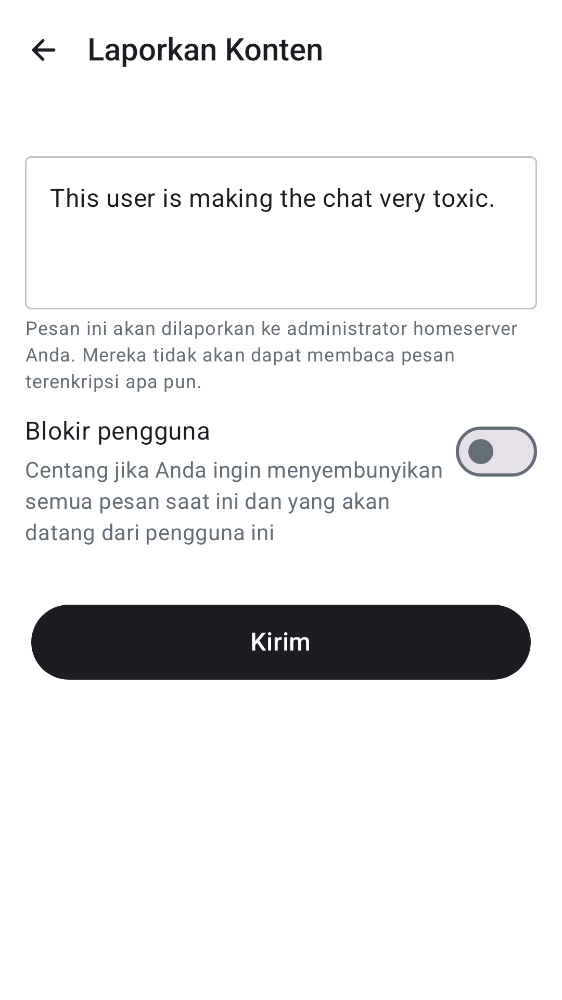 Laporkan Konten
This user is making the chat very toxic.
Pesan ini akan dilaporkan ke administrator homeserver
Anda. Mereka tidak akan dapat membaca pesan
terenkripsi apa pun.
Blokir pengguna
Centang jika Anda ingin menyembunyikan
semua pesan saat ini dan yang akan
datang dari pengguna ini
Kirim